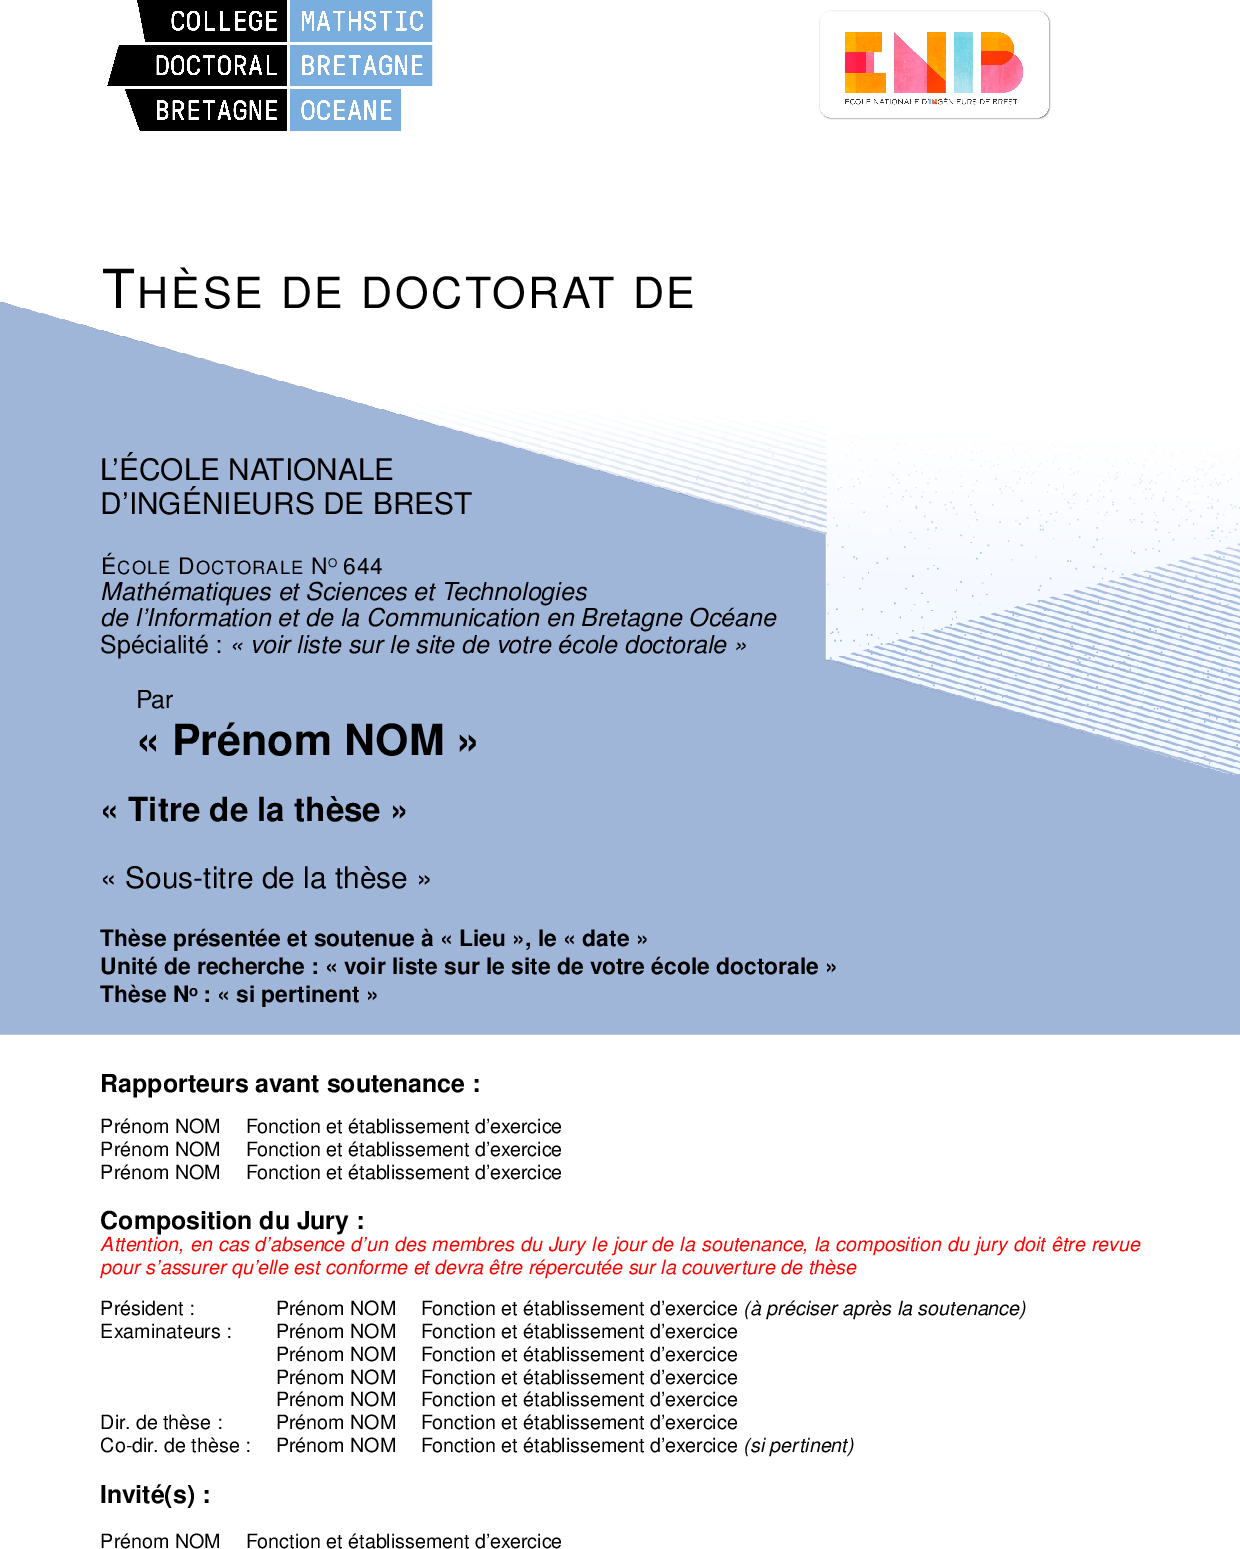 COLLEGE MATHSTIC
DOCTORAL BRETAGNE
BRETAGNE OCEANE
ENIB
ECOLE NATIONALE D'INGÉNIEURS DE BREST
THÈSE DE DOCTORAT DE
L'ÉCOLE NATIONALE
D'INGÉNIEURS DE BREST
ÉCOLE DOCTORALE Nº 644
Mathématiques et Sciences et Technologies
de l'Information et de la Communication en Bretagne Océane
Spécialité : « voir liste sur le site de votre école doctorale »
Par
« Prénom NOM »
« Titre de la thèse »
« Sous-titre de la thèse »
Thèse présentée et soutenue à « Lieu », le « date »
Unité de recherche : « voir liste sur le site de votre école doctorale »
Thèse Nº : « si pertinent »
Rapporteurs avant soutenance :
Prénom NOM Fonction et établissement d'exercice
Prénom NOM Fonction et établissement d'exercice
Prénom NOM Fonction et établissement d'exercice
Composition du Jury :
Attention, en cas d'absence d'un des membres du Jury le jour de la soutenance, la composition du jury doit être revue
pour s'assurer qu'elle est conforme et devra être répercutée sur la couverture de thèse
Président : Prénom NOM Fonction et établissement d'exercice (à préciser après la soutenance)
Examinateurs : Prénom NOM Fonction et établissement d'exercice
Prénom NOM Fonction et établissement d'exercice
Prénom NOM Fonction et établissement d'exercice
Prénom NOM Fonction et établissement d'exercice
Dir. de thèse : Prénom NOM Fonction et établissement d'exercice
Co-dir. de thèse : Prénom NOM Fonction et établissement d'exercice (si pertinent)
Invité(s) :
Prénom NOM Fonction et établissement d'exercice